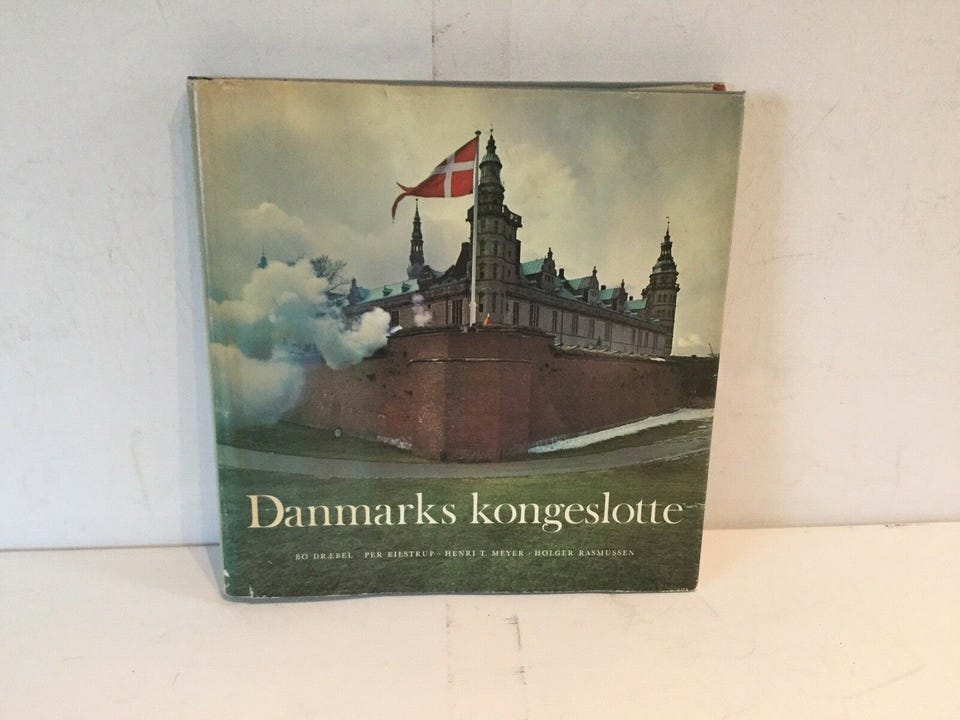 Danmarks kongeslotte
BO DRÆBEL · PER EILSTRUP · HENRI T. MEYER · HOLGER RASMUSSEN